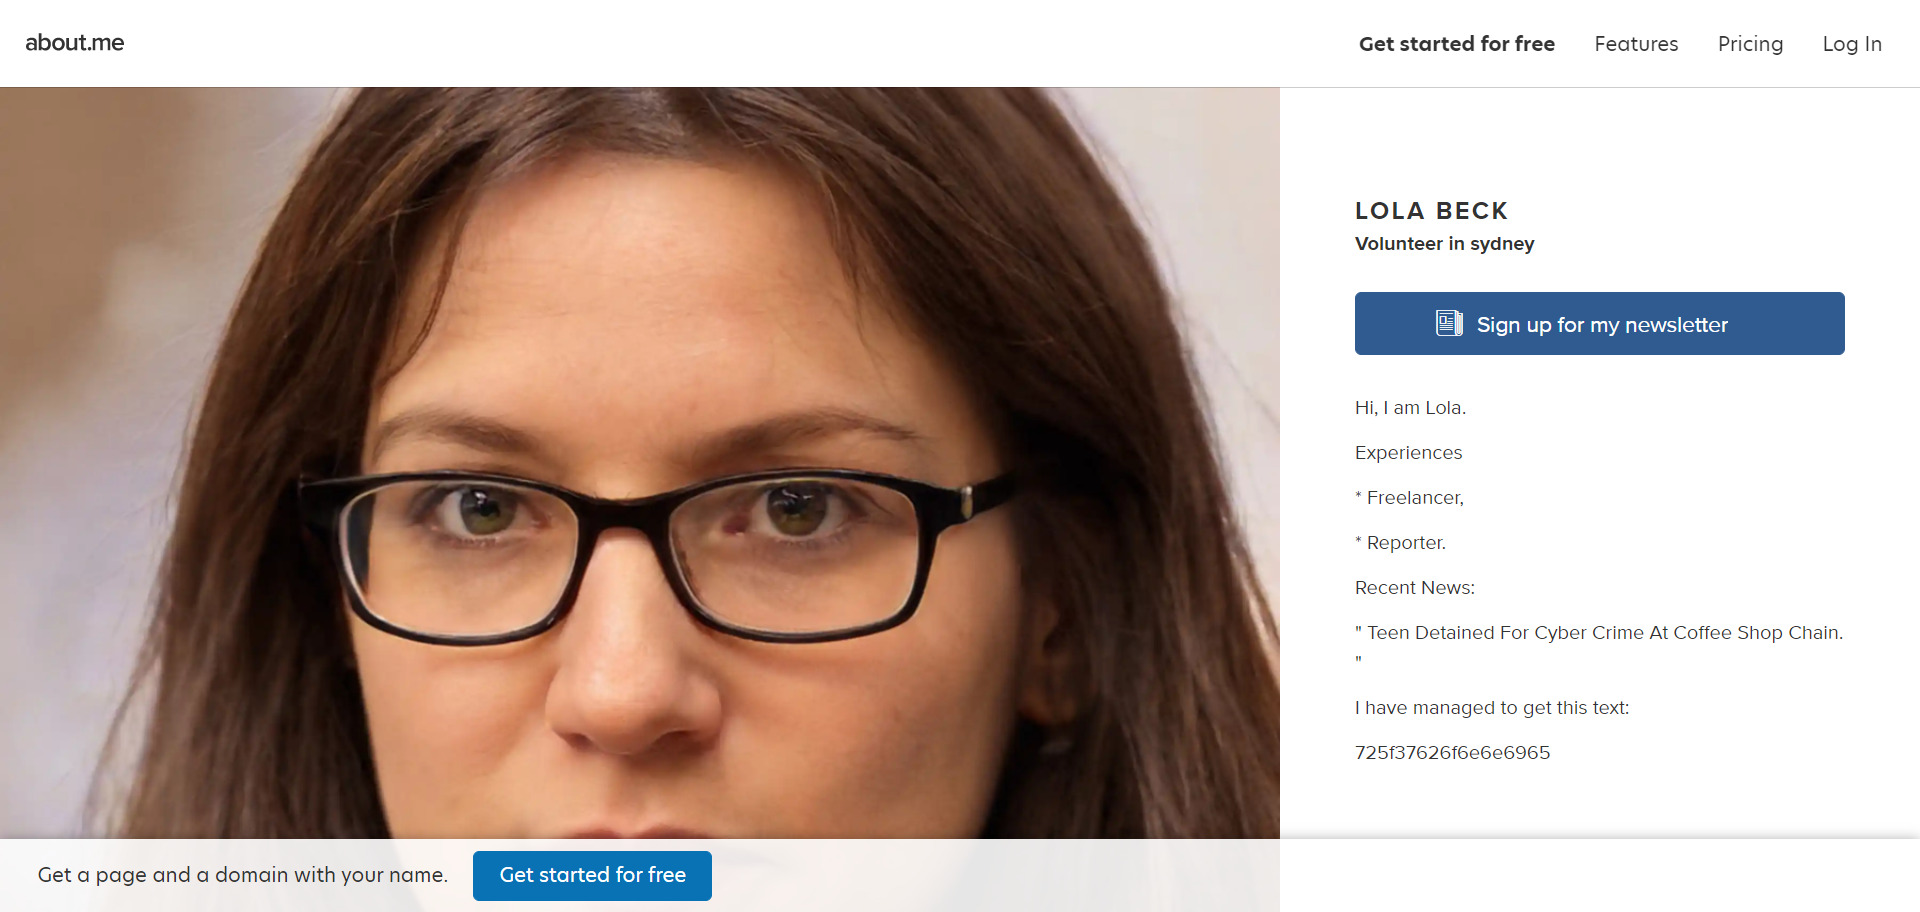 about.me
Get started for free Features Pricing Log In
LOLA BECK
Volunteer in sydney
Sign up for my newsletter
Hi, I am Lola.
Experiences
* Freelancer,
* Reporter.
Recent News:
" Teen Detained For Cyber Crime At Coffee Shop Chain.
"
I have managed to get this text:
725f37626f6e6e6965
Get a page and a domain with your name. Get started for free